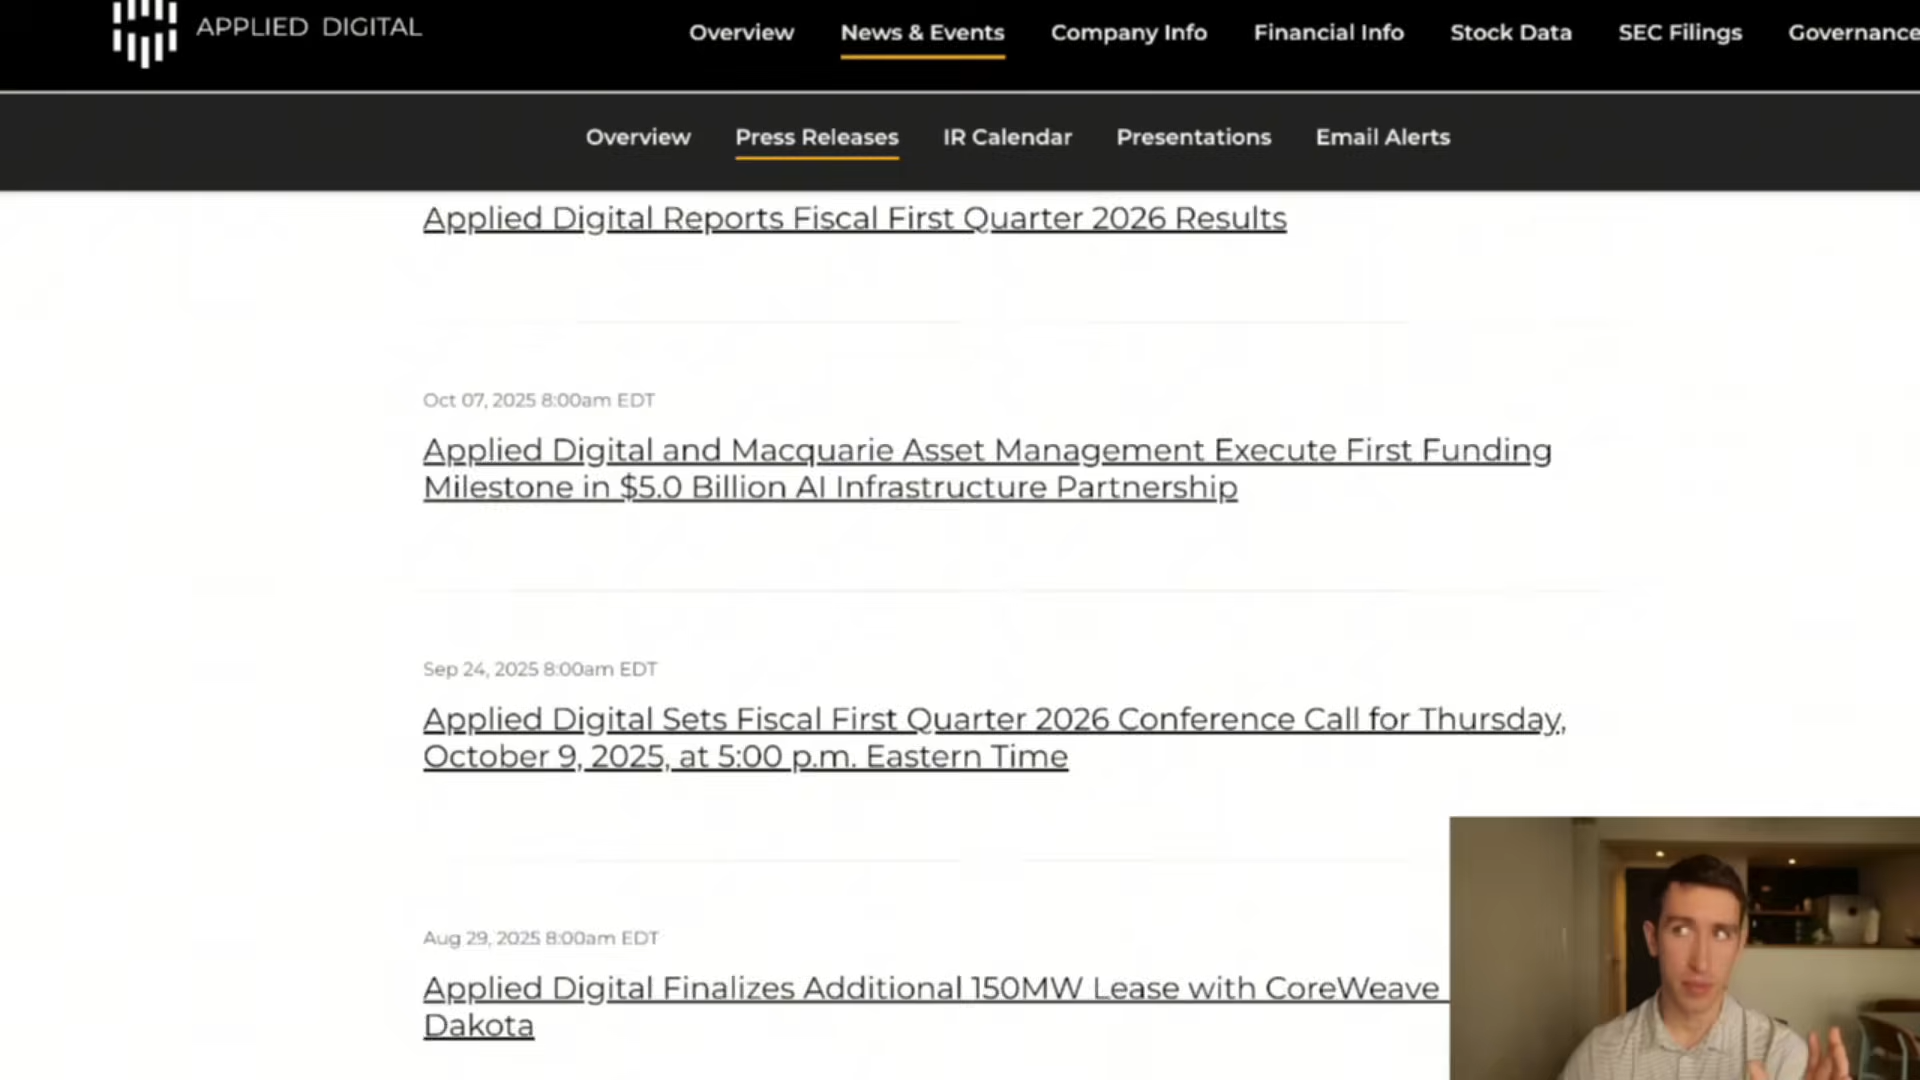 APPLIED DIGITAL
Overview News & Events Company Info Financial Info Stock Data SEC Filings Governance
Overview Press Releases IR Calendar Presentations Email Alerts
Applied Digital Reports Fiscal First Quarter 2026 Results
Oct 07, 2025 8:00am EDT
Applied Digital and Macquarie Asset Management Execute First Funding
Milestone in $5.0 Billion AI Infrastructure Partnership
Sep 24, 2025 8:00am EDT
Applied Digital Sets Fiscal First Quarter 2026 Conference Call for Thursday,
October 9, 2025, at 5:00 p.m. Eastern Time
Aug 29, 2025 8:00am EDT
Applied Digital Finalizes Additional 150MW Lease with CoreWeave
Dakota